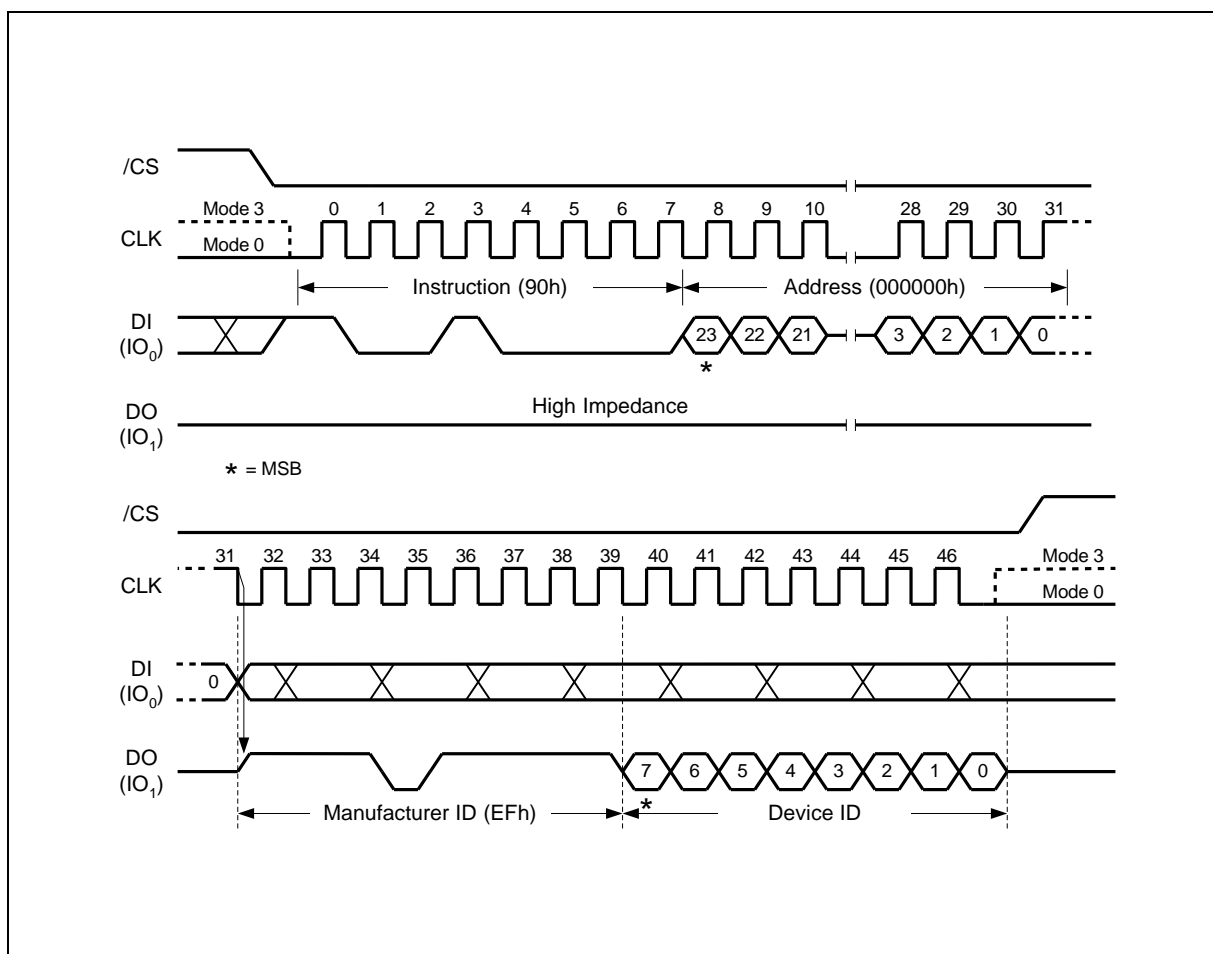 /CS
Mode 3
0 1 2 3 4 5 6 7 8 9 10 28 29 30 31
CLK
Mode 0
Instruction (90h)
Address (000000h)
DI
(IO0)
23 22 21 3 2 1 0
*
DO
(IO1)
High Impedance
* = MSB
/CS
31 32 33 34 35 36 37 38 39 40 41 42 43 44 45 46
Mode 3
CLK
Mode 0
DI
(IO0)
0
DO
(IO1)
7 6 5 4 3 2 1 0
*
Manufacturer ID (EFh)
Device ID